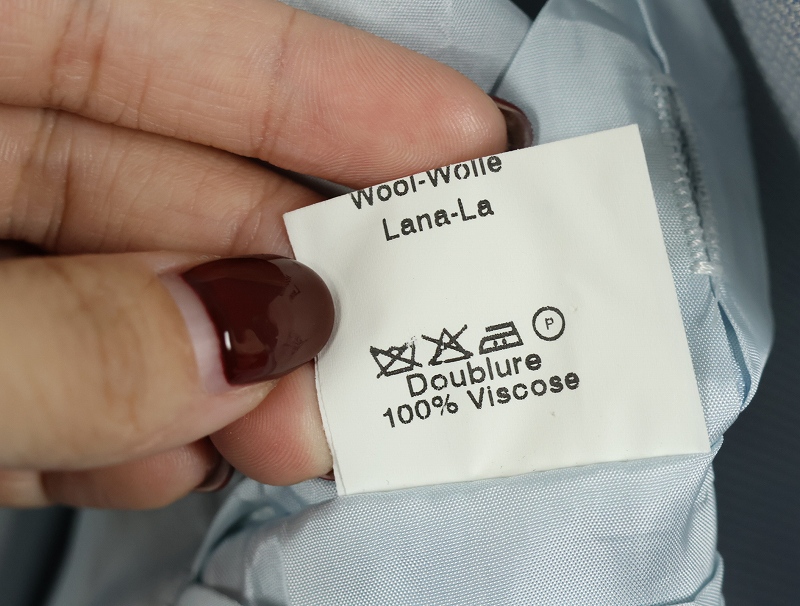 Wool-Wolle
Lana-La
P
Doublure
100% Viscose